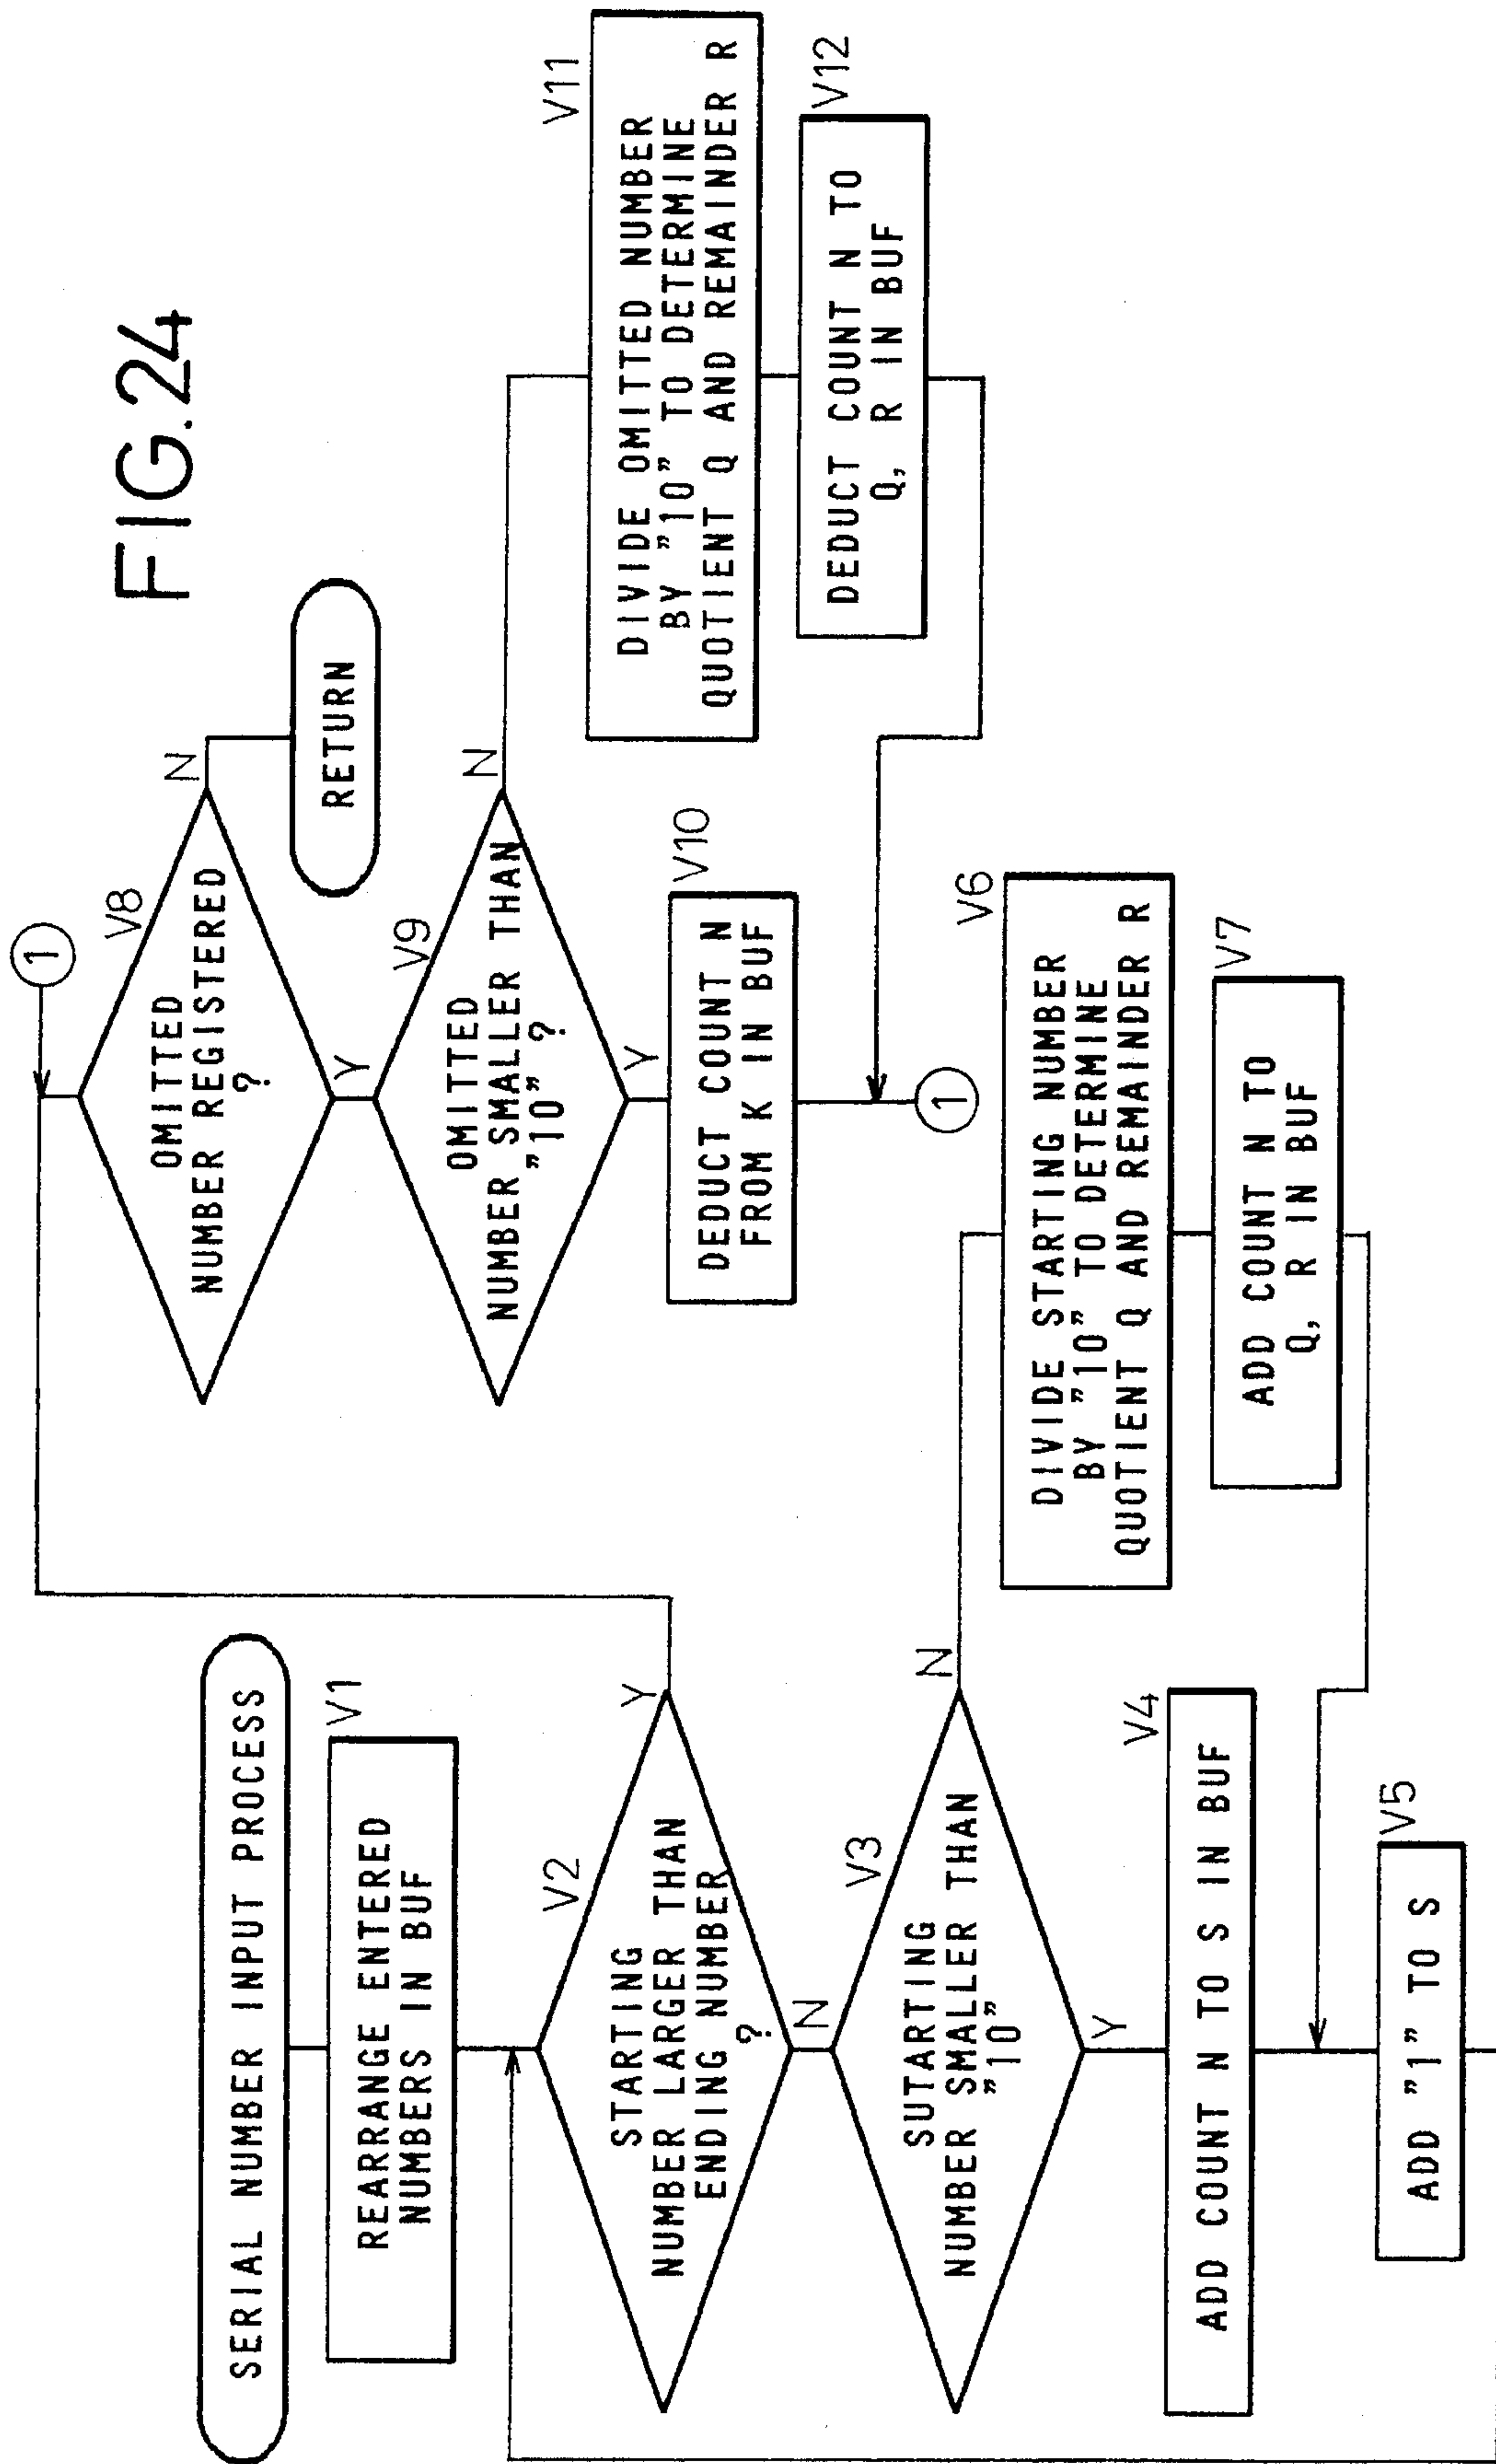 FIG.24
SERIAL NUMBER INPUT PROCESS
V1
REARRANGE ENTERED
NUMBERS IN BUF
V2
STARTING
NUMBER LARGER THAN
ENDING NUMBER
?
Y
N
V3
SUTARTING
NUMBER SMALLER THAN
"10"
N
Y
V4
ADD COUNT N TO S IN BUF
V5
ADD "1" TO S
V6
DIVIDE STARTING NUMBER
BY "10" TO DETERMINE
QUOTIENT Q AND REMAINDER R
V7
ADD COUNT N TO
Q, R IN BUF
1
V8
OMITTED
NUMBER REGISTERED
?
N
RETURN
Y
V9
OMITTED
NUMBER SMALLER THAN
"10" ?
N
Y
V10
DEDUCT COUNT N
FROM K IN BUF
1
V11
DIVIDE OMITTED NUMBER
BY "10" TO DETERMINE
QUOTIENT Q AND REMAINDER R
V12
DEDUCT COUNT N TO
Q, R IN BUF